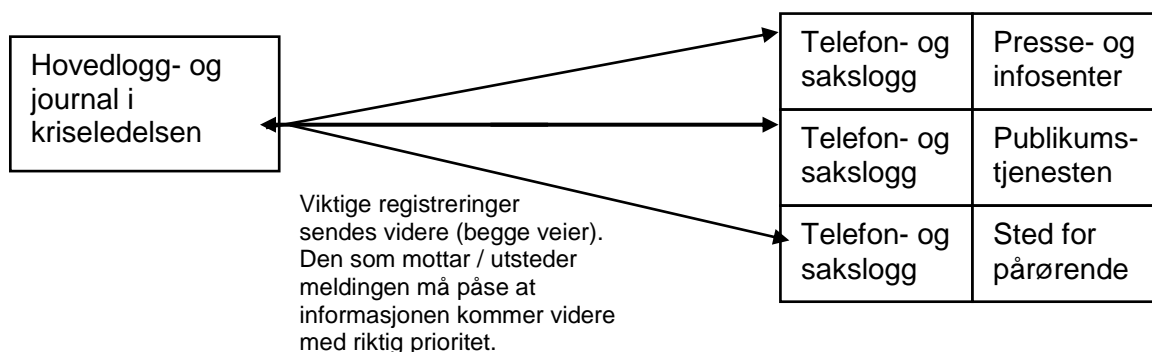 Hovedlogg- og
journal i
kriseledelsen
Viktige registreringer
sendes videre (begge veier).
Den som mottar / utsteder
meldingen må påse at
informasjonen kommer videre
med riktig prioritet.
Telefon- og
sakslogg
Presse- og
infosenter
Telefon- og
sakslogg
Publikums-
tjenesten
Telefon- og
sakslogg
Sted for
pårørende